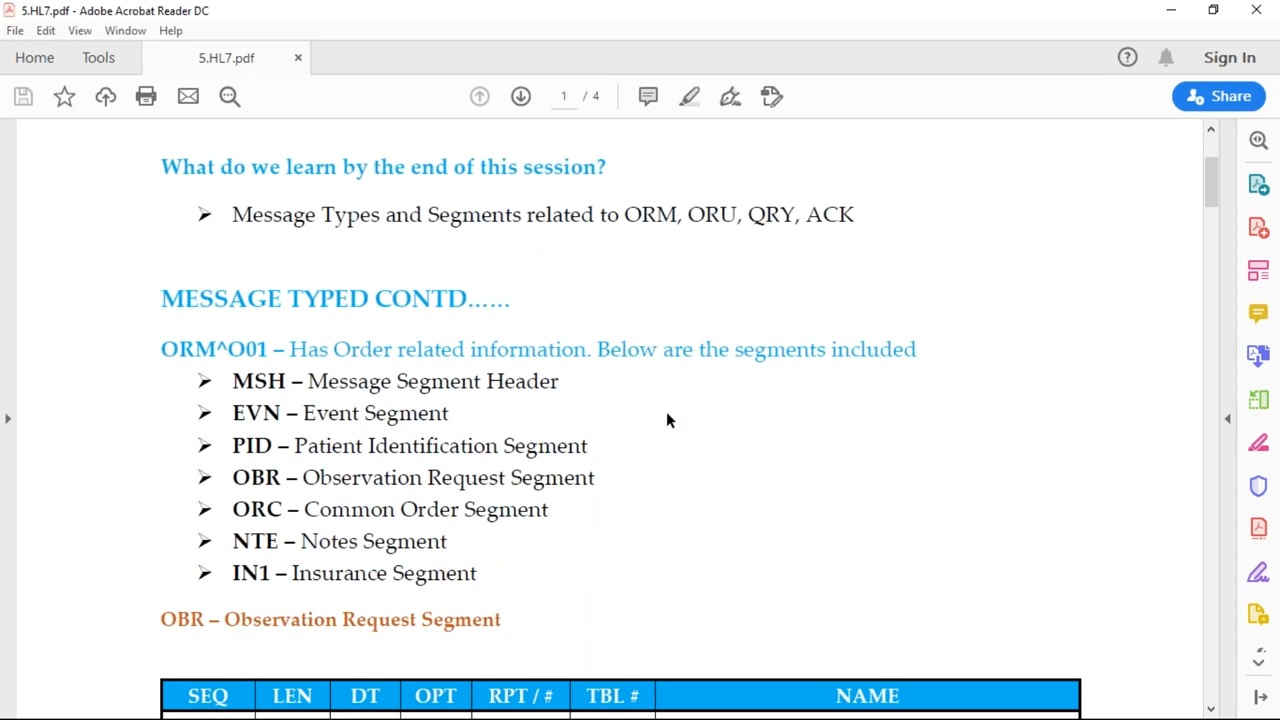 5.HL7.pdf - Adobe Acrobat Reader DC
File Edit View Window Help
Home Tools 5.HL7.pdf × Sign In
1 / 4 Share
What do we learn by the end of this session?
➢ Message Types and Segments related to ORM, ORU, QRY, ACK
MESSAGE TYPED CONTD......
ORM^O01 – Has Order related information. Below are the segments included
➢ MSH – Message Segment Header
➢ EVN – Event Segment
➢ PID – Patient Identification Segment
➢ OBR – Observation Request Segment
➢ ORC – Common Order Segment
➢ NTE – Notes Segment
➢ IN1 – Insurance Segment
OBR – Observation Request Segment
SEQ LEN DT OPT RPT / # TBL # NAME